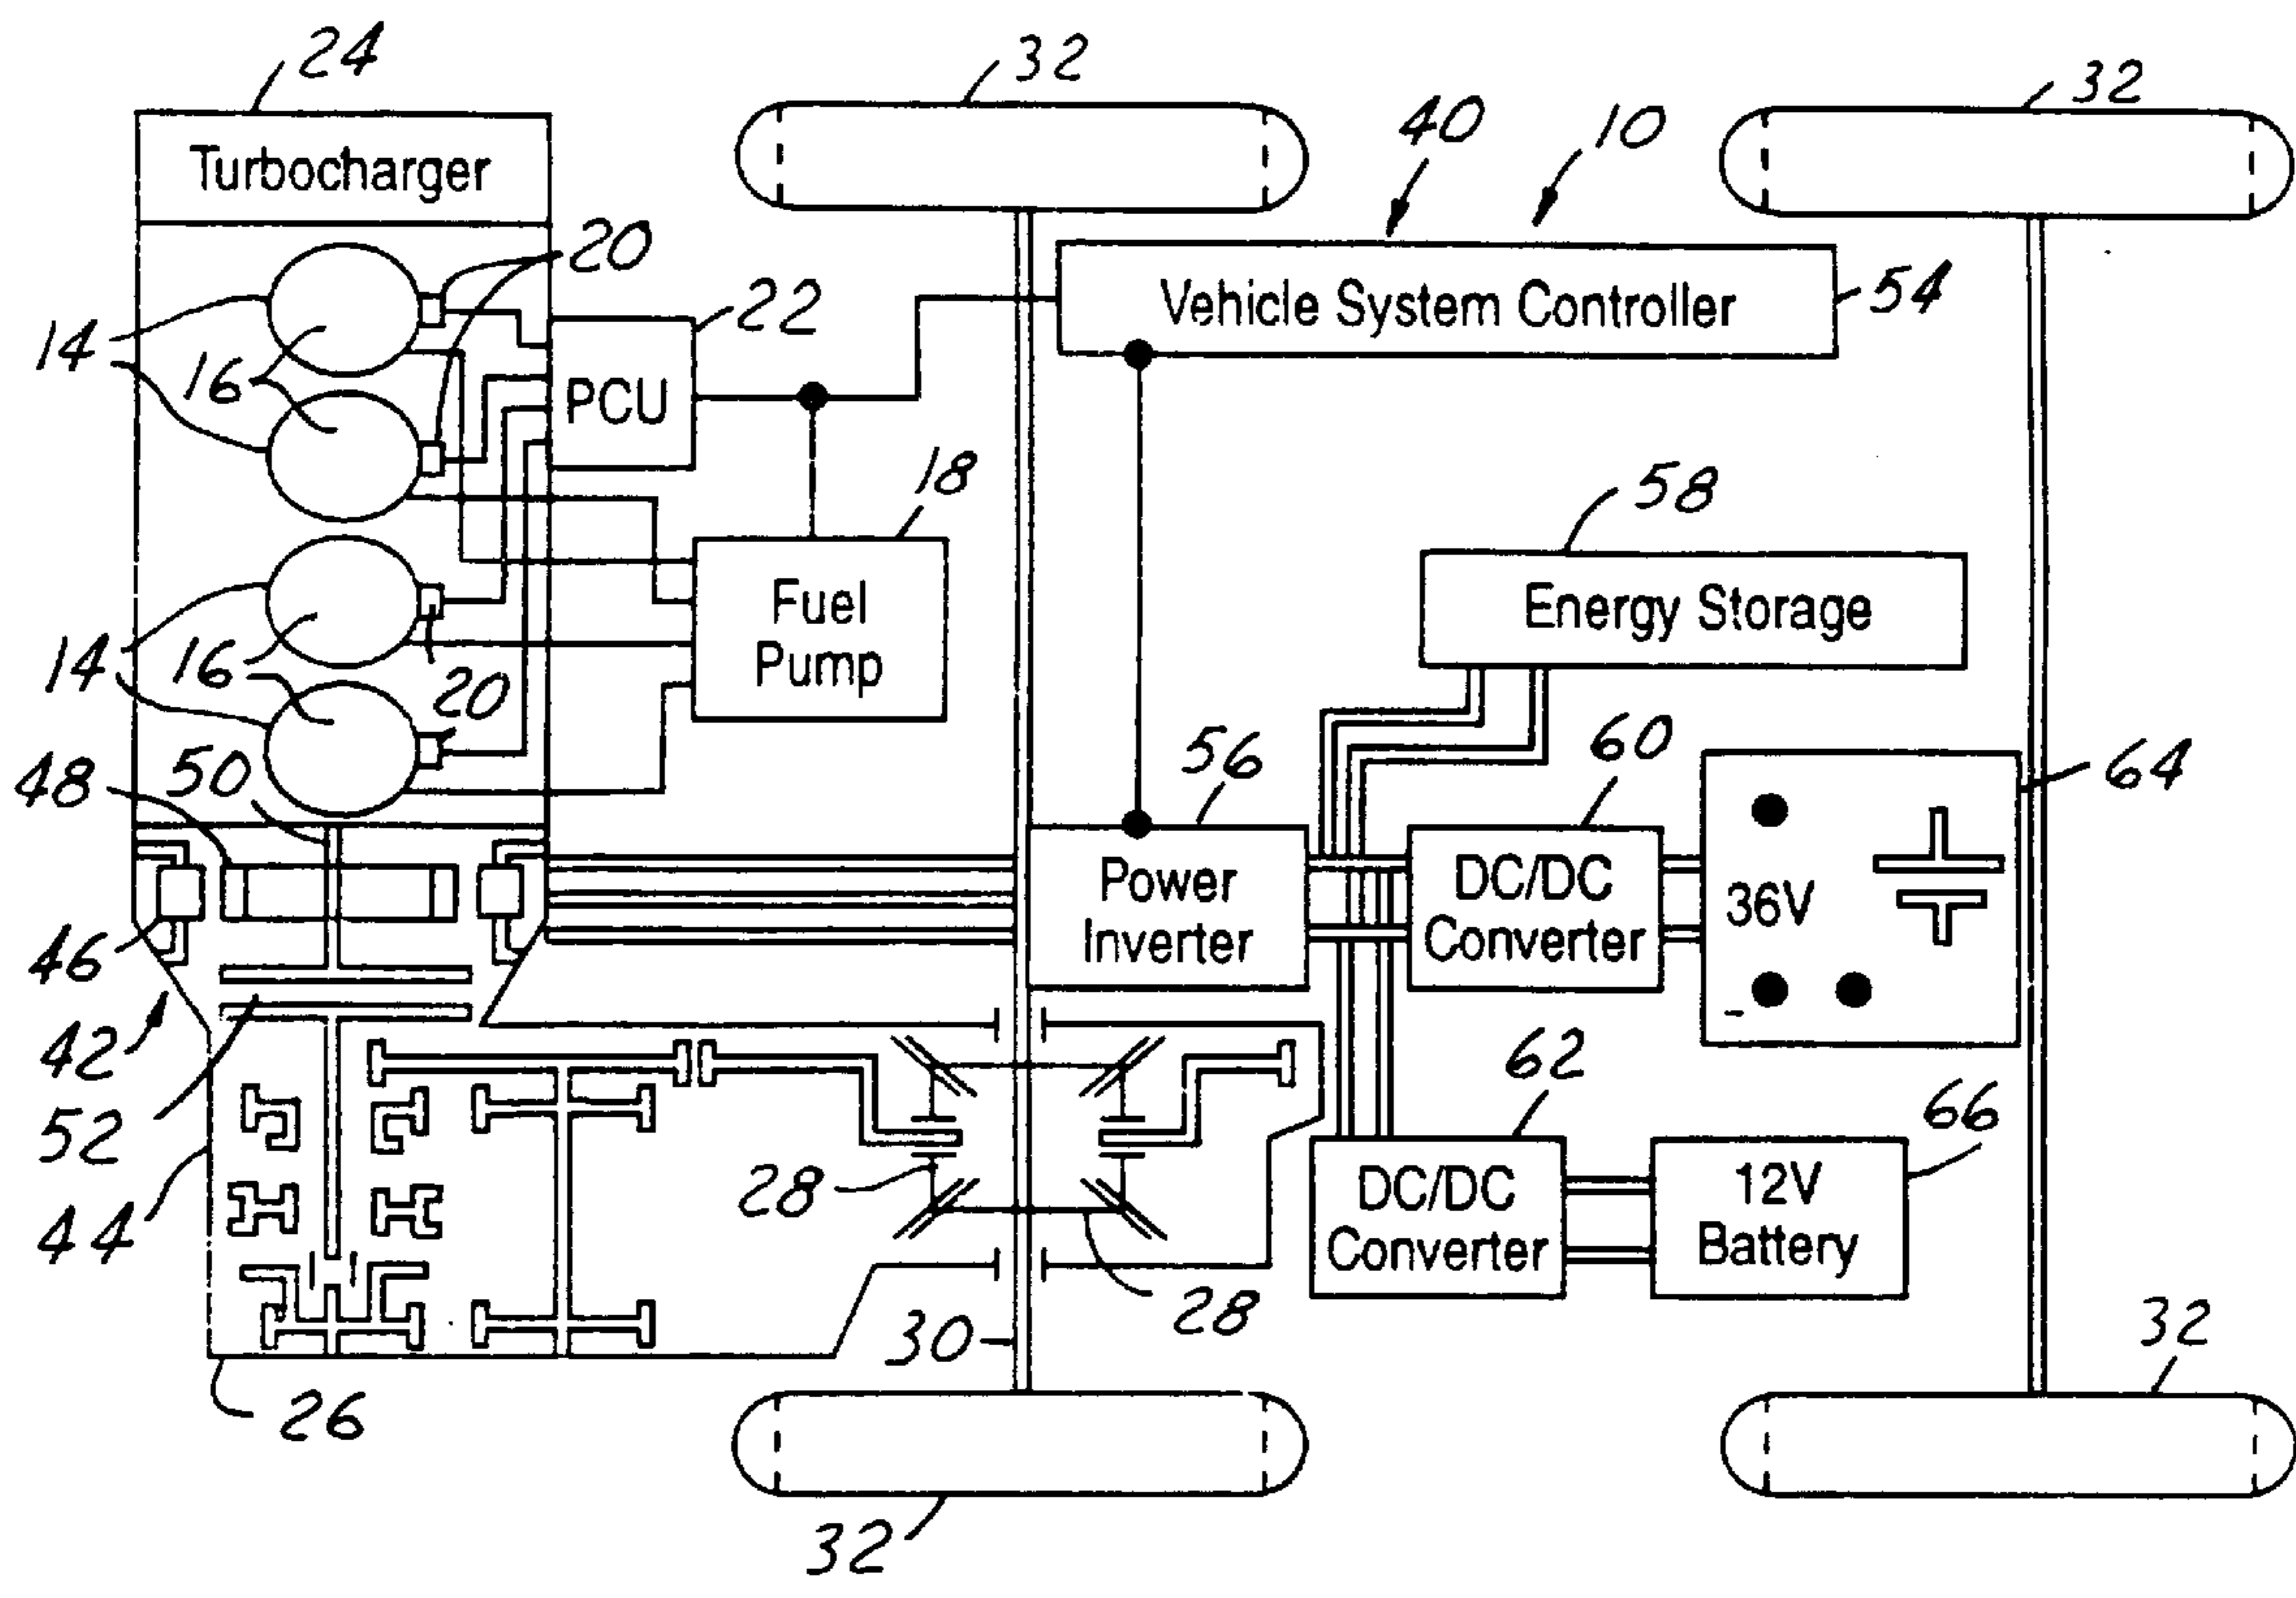 24
32
32
40
10
Turbocharger
20
22
Vehicle System Controller
54
14
16
PCU
18
58
Fuel
Pump
Energy Storage
14
16
20
50
48
56
60
64
Power
Inverter
DC/DC
Converter
36V
-
46
42
52
44
28
62
66
DC/DC
Converter
12V
Battery
28
30
32
26
32